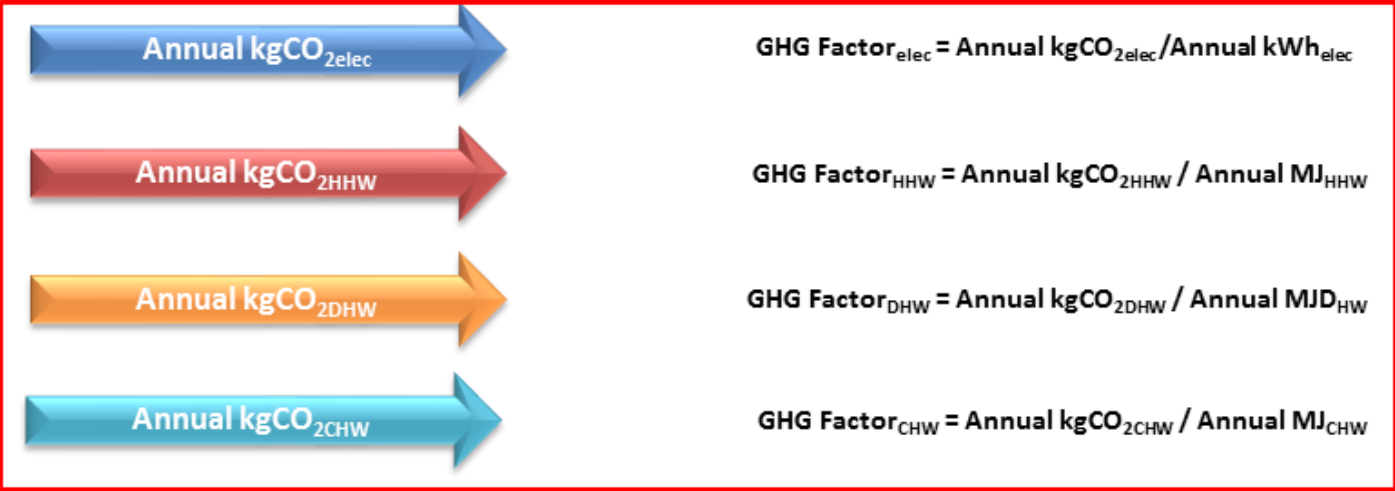 Annual kgCO₂elec GHG Factorelec = Annual kgCO₂elec/Annual kWhelec
Annual kgCO₂HHW GHG FactorHHW = Annual kgCO₂HHW / Annual MJHHW
Annual kgCO₂DHW GHG FactorDHW = Annual kgCO₂DHW / Annual MJDHW
Annual kgCO₂CHW GHG FactorCHW = Annual kgCO₂CHW / Annual MJCHW